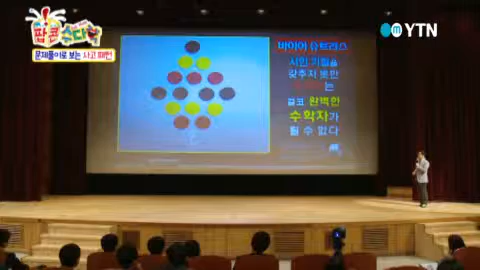 팝콘 수다학
문제풀이로 보는 사고 패턴
YTN
바이어 슈트라스
시인 기질을
갖추지 못한
는
결코 완벽한
수학자가
될 수 없다